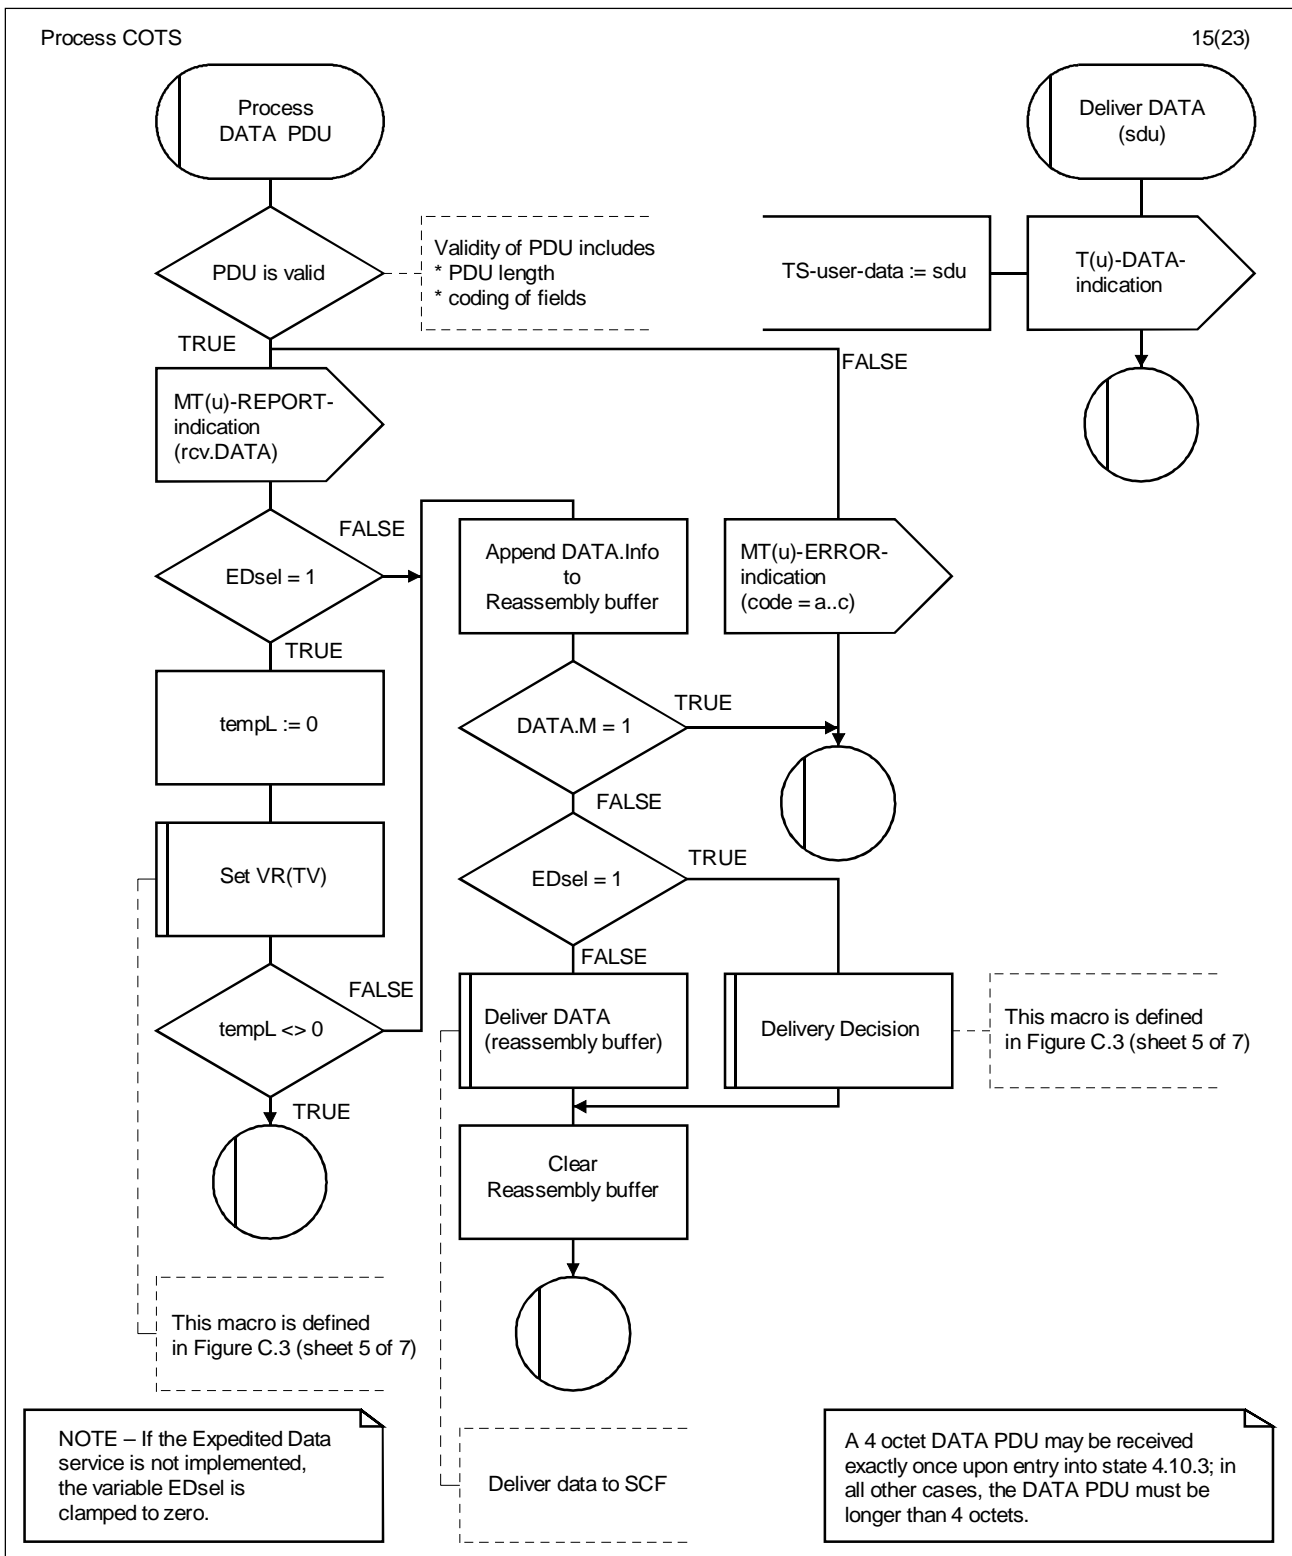 Process COTS
15(23)
Process
DATA PDU
Deliver DATA
(sdu)
PDU is valid
Validity of PDU includes
* PDU length
* coding of fields
TS-user-data := sdu
T(u)-DATA-
indication
TRUE
FALSE
MT(u)-REPORT-
indication
(rcv.DATA)
FALSE
EDsel = 1
Append DATA.Info
to
Reassembly buffer
MT(u)-ERROR-
indication
(code = a..c)
TRUE
tempL := 0
DATA.M = 1
TRUE
FALSE
Set VR(TV)
EDsel = 1
TRUE
FALSE
tempL <> 0
FALSE
Deliver DATA
(reassembly buffer)
Delivery Decision
This macro is defined
in Figure C.3 (sheet 5 of 7)
TRUE
Clear
Reassembly buffer
This macro is defined
in Figure C.3 (sheet 5 of 7)
NOTE – If the Expedited Data
service is not implemented,
the variable EDsel is
clamped to zero.
Deliver data to SCF
A 4 octet DATA PDU may be received
exactly once upon entry into state 4.10.3; in
all other cases, the DATA PDU must be
longer than 4 octets.